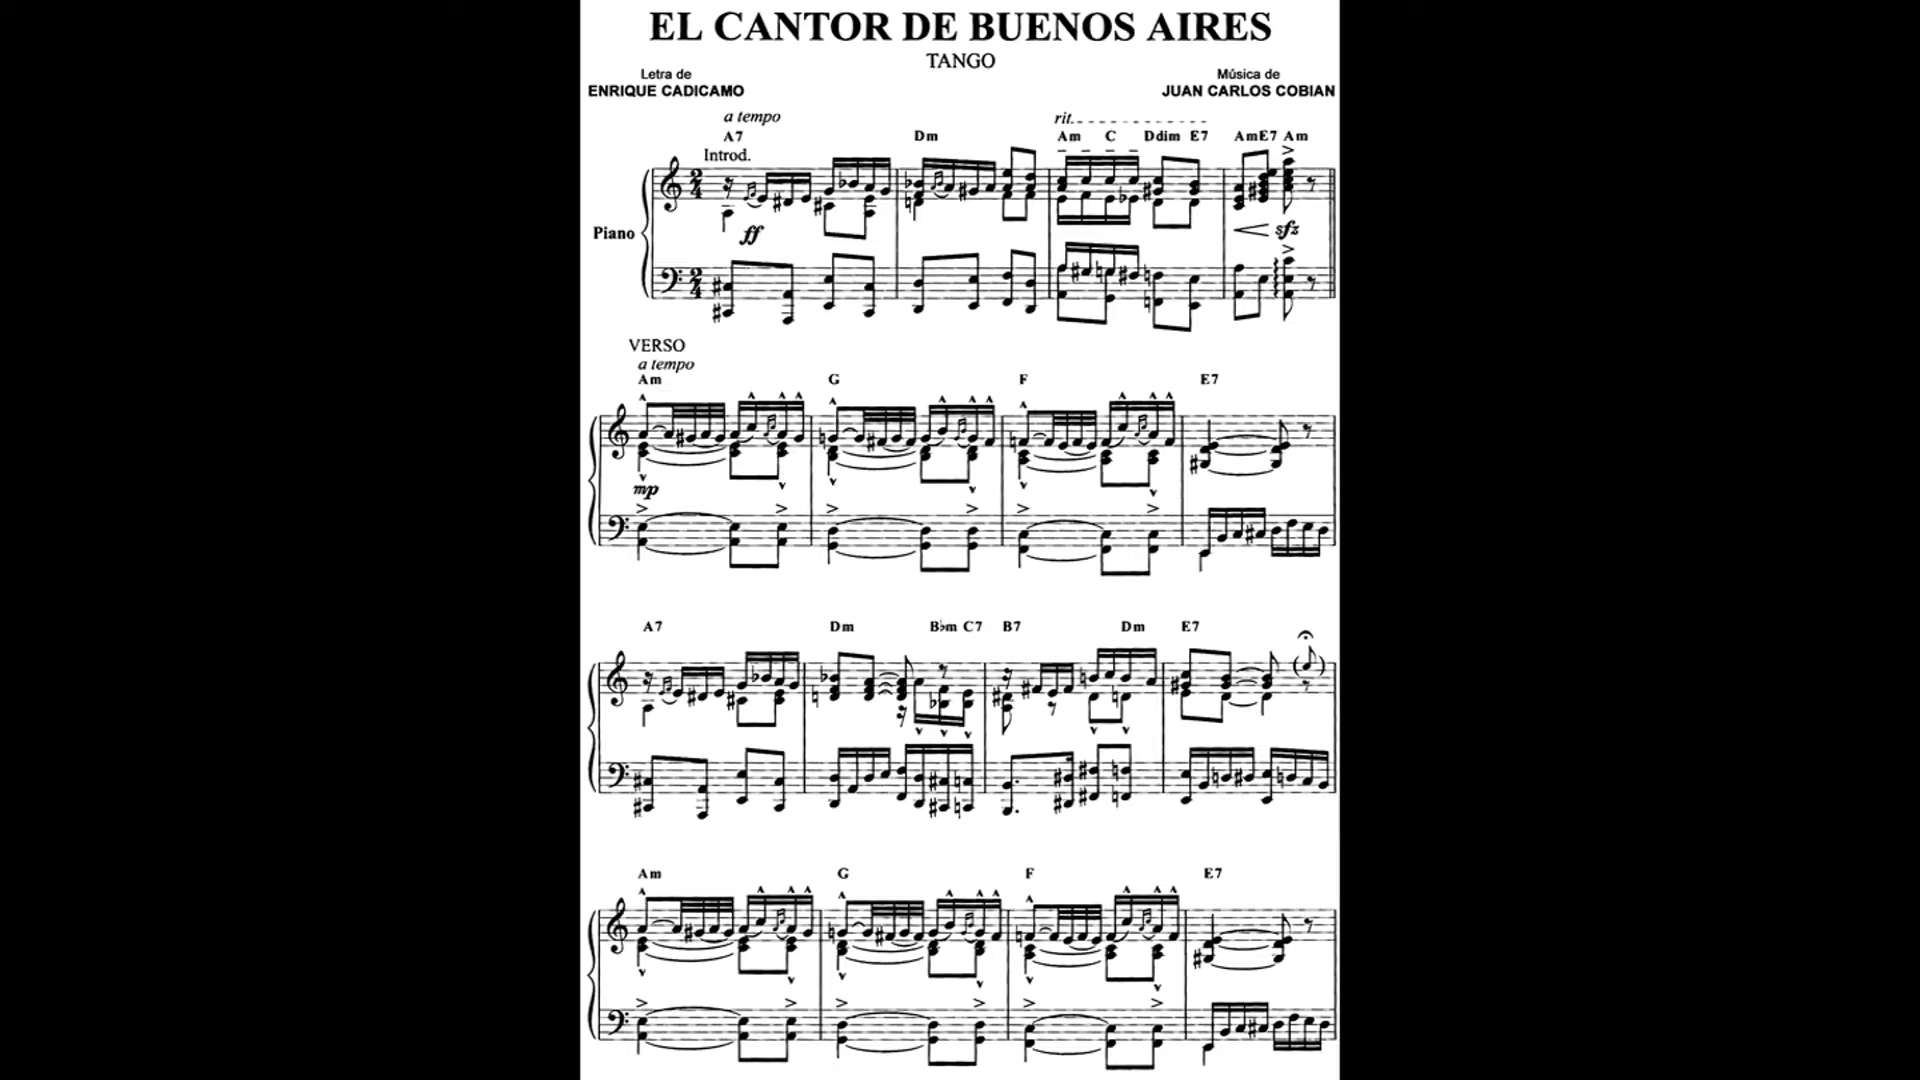 EL CANTOR DE BUENOS AIRES
TANGO
Letra de
ENRIQUE CADICAMO
Música de
JUAN CARLOS COBIAN
a tempo
rit.
A7 Dm Am C Ddim E7 Am E7 Am
Introd.
Piano
ff
sfz
VERSO
a tempo
Am G F E7
mp
A7 Dm B♭m C7 B7 Dm E7
Am G F E7